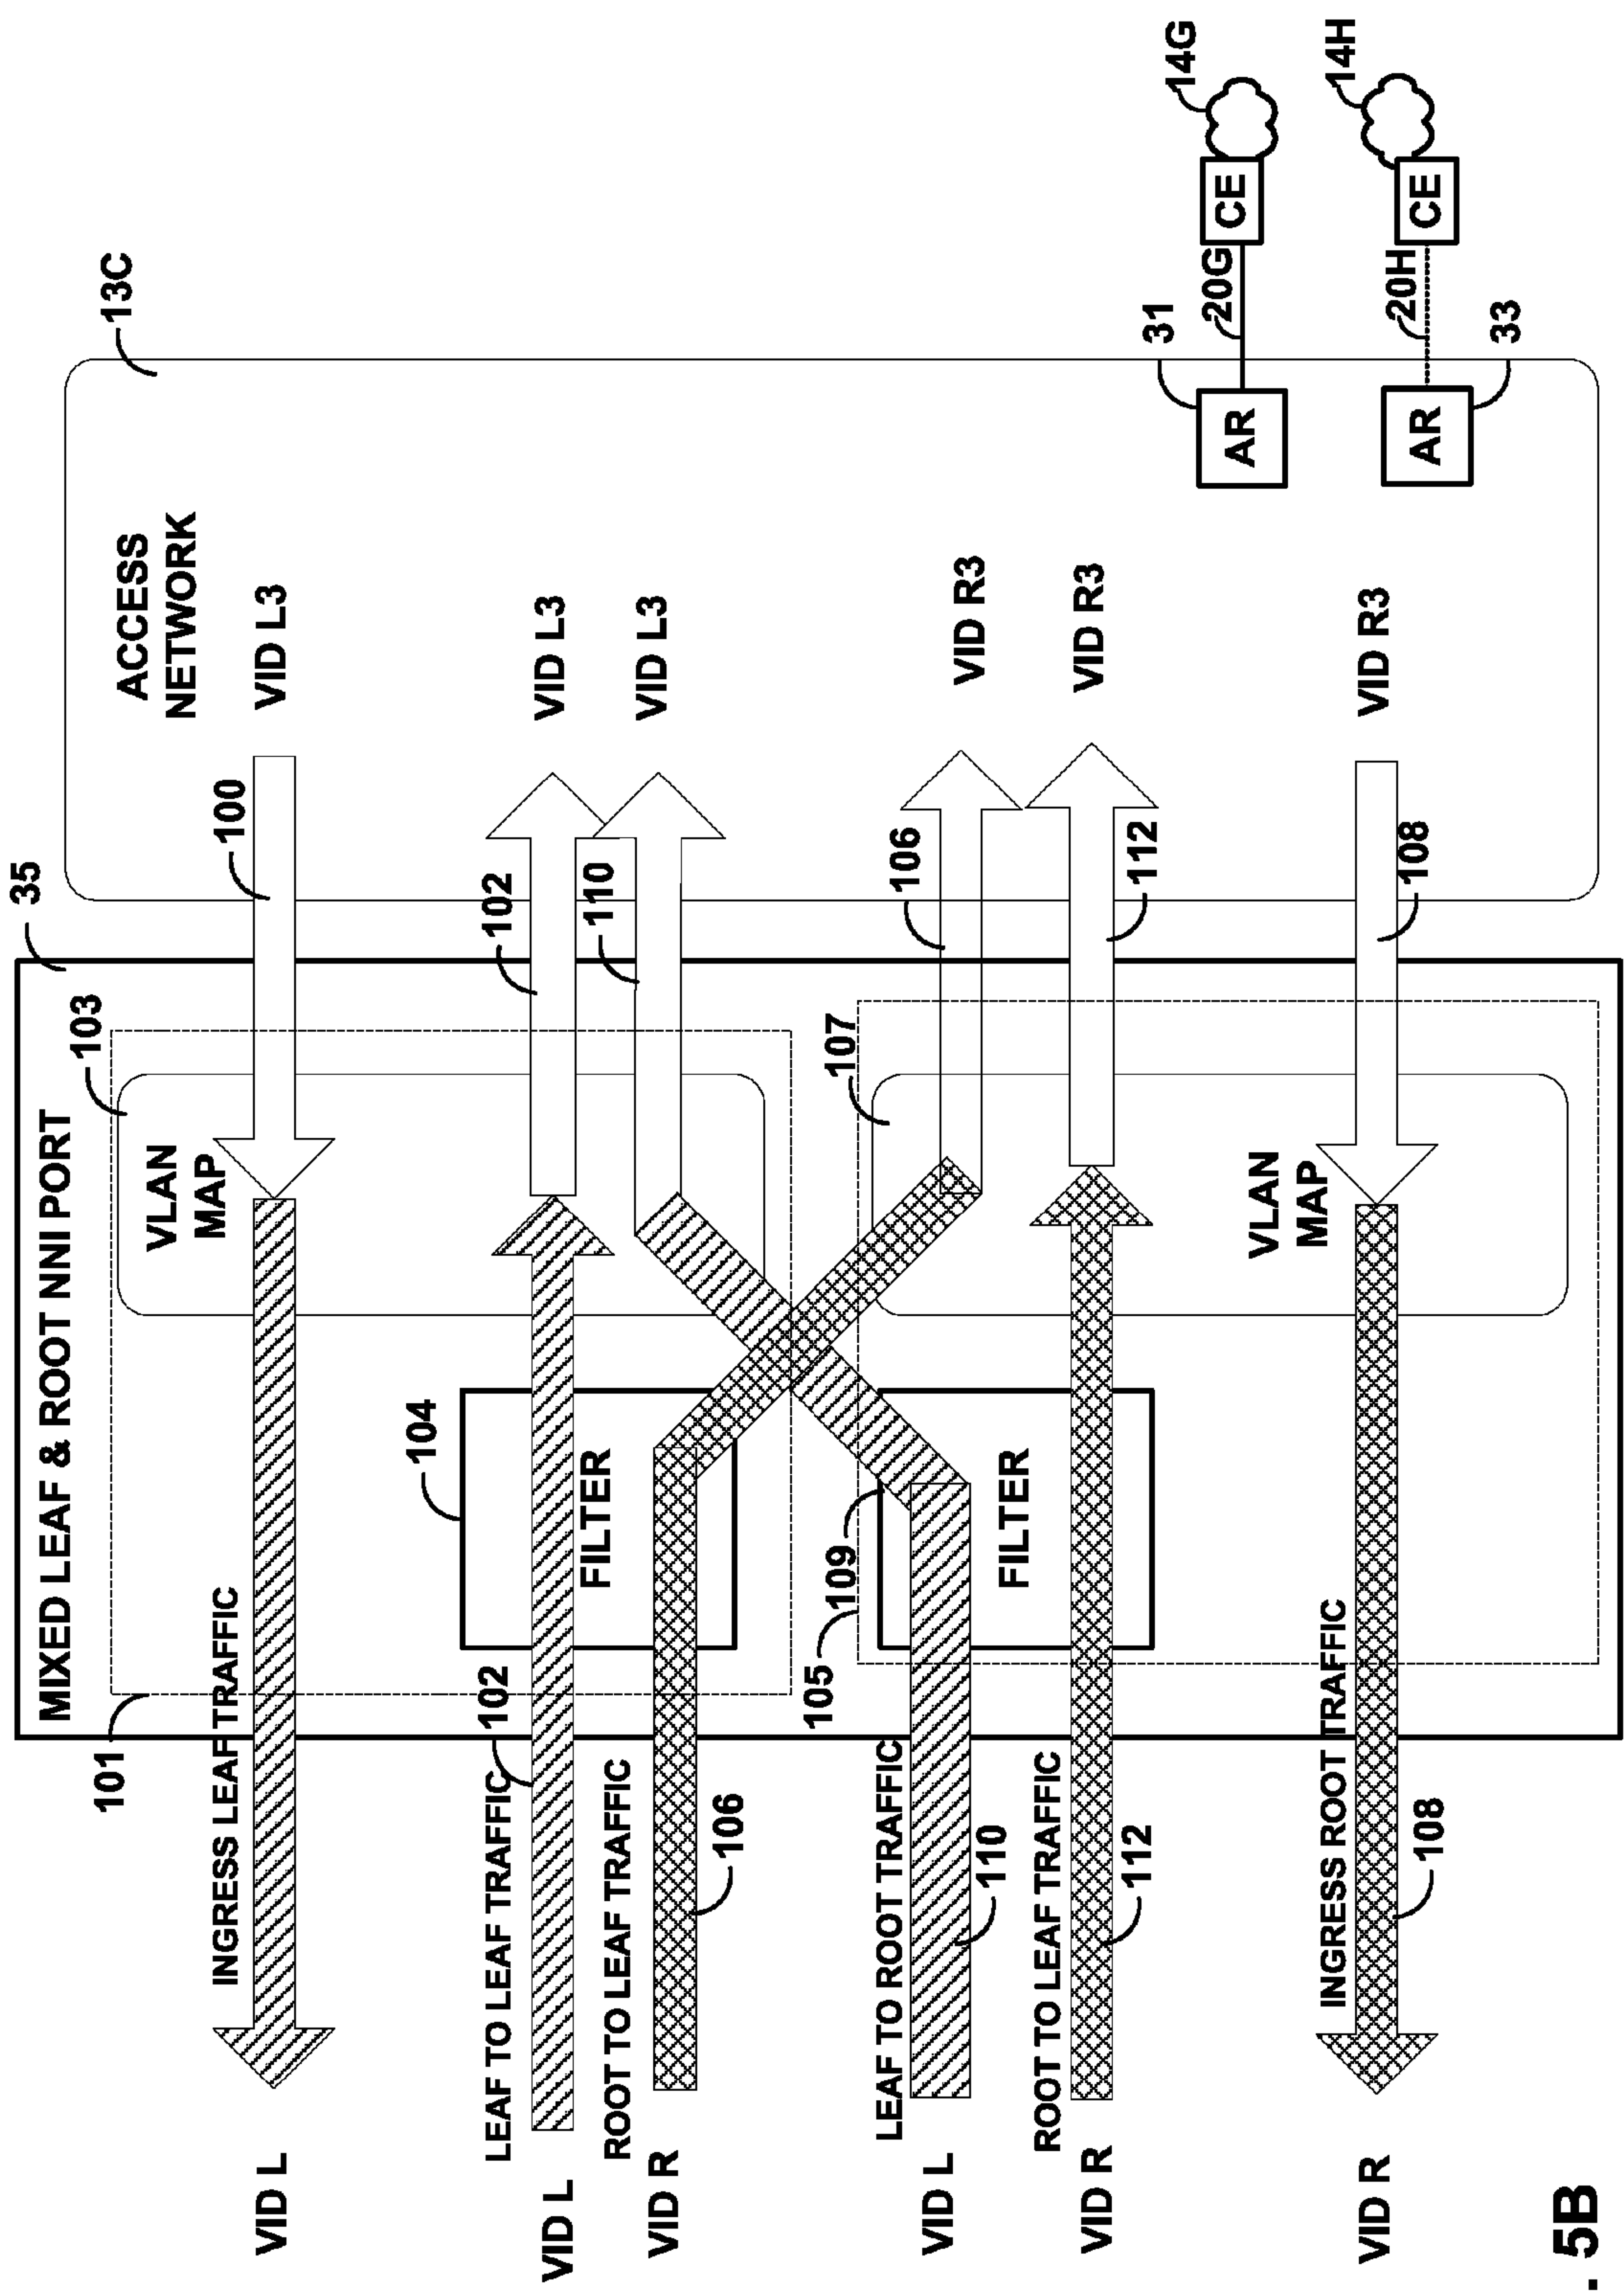 35
13C
MIXED LEAF & ROOT NNI PORT
101
103
ACCESS
NETWORK
VLAN
MAP
100
INGRESS LEAF TRAFFIC
VID L
VID L3
104
102
102
LEAF TO LEAF TRAFFIC
VID L
VID L3
FILTER
110
ROOT TO LEAF TRAFFIC
VID R
106
VID L3
105
109
107
106
LEAF TO ROOT TRAFFIC
VID L
110
VID R3
FILTER
ROOT TO LEAF TRAFFIC
VID R
112
112
VID R3
31
AR
20G
CE
14G
VLAN
MAP
INGRESS ROOT TRAFFIC
VID R
108
108
VID R3
AR
33
20H
CE
14H
. 5B